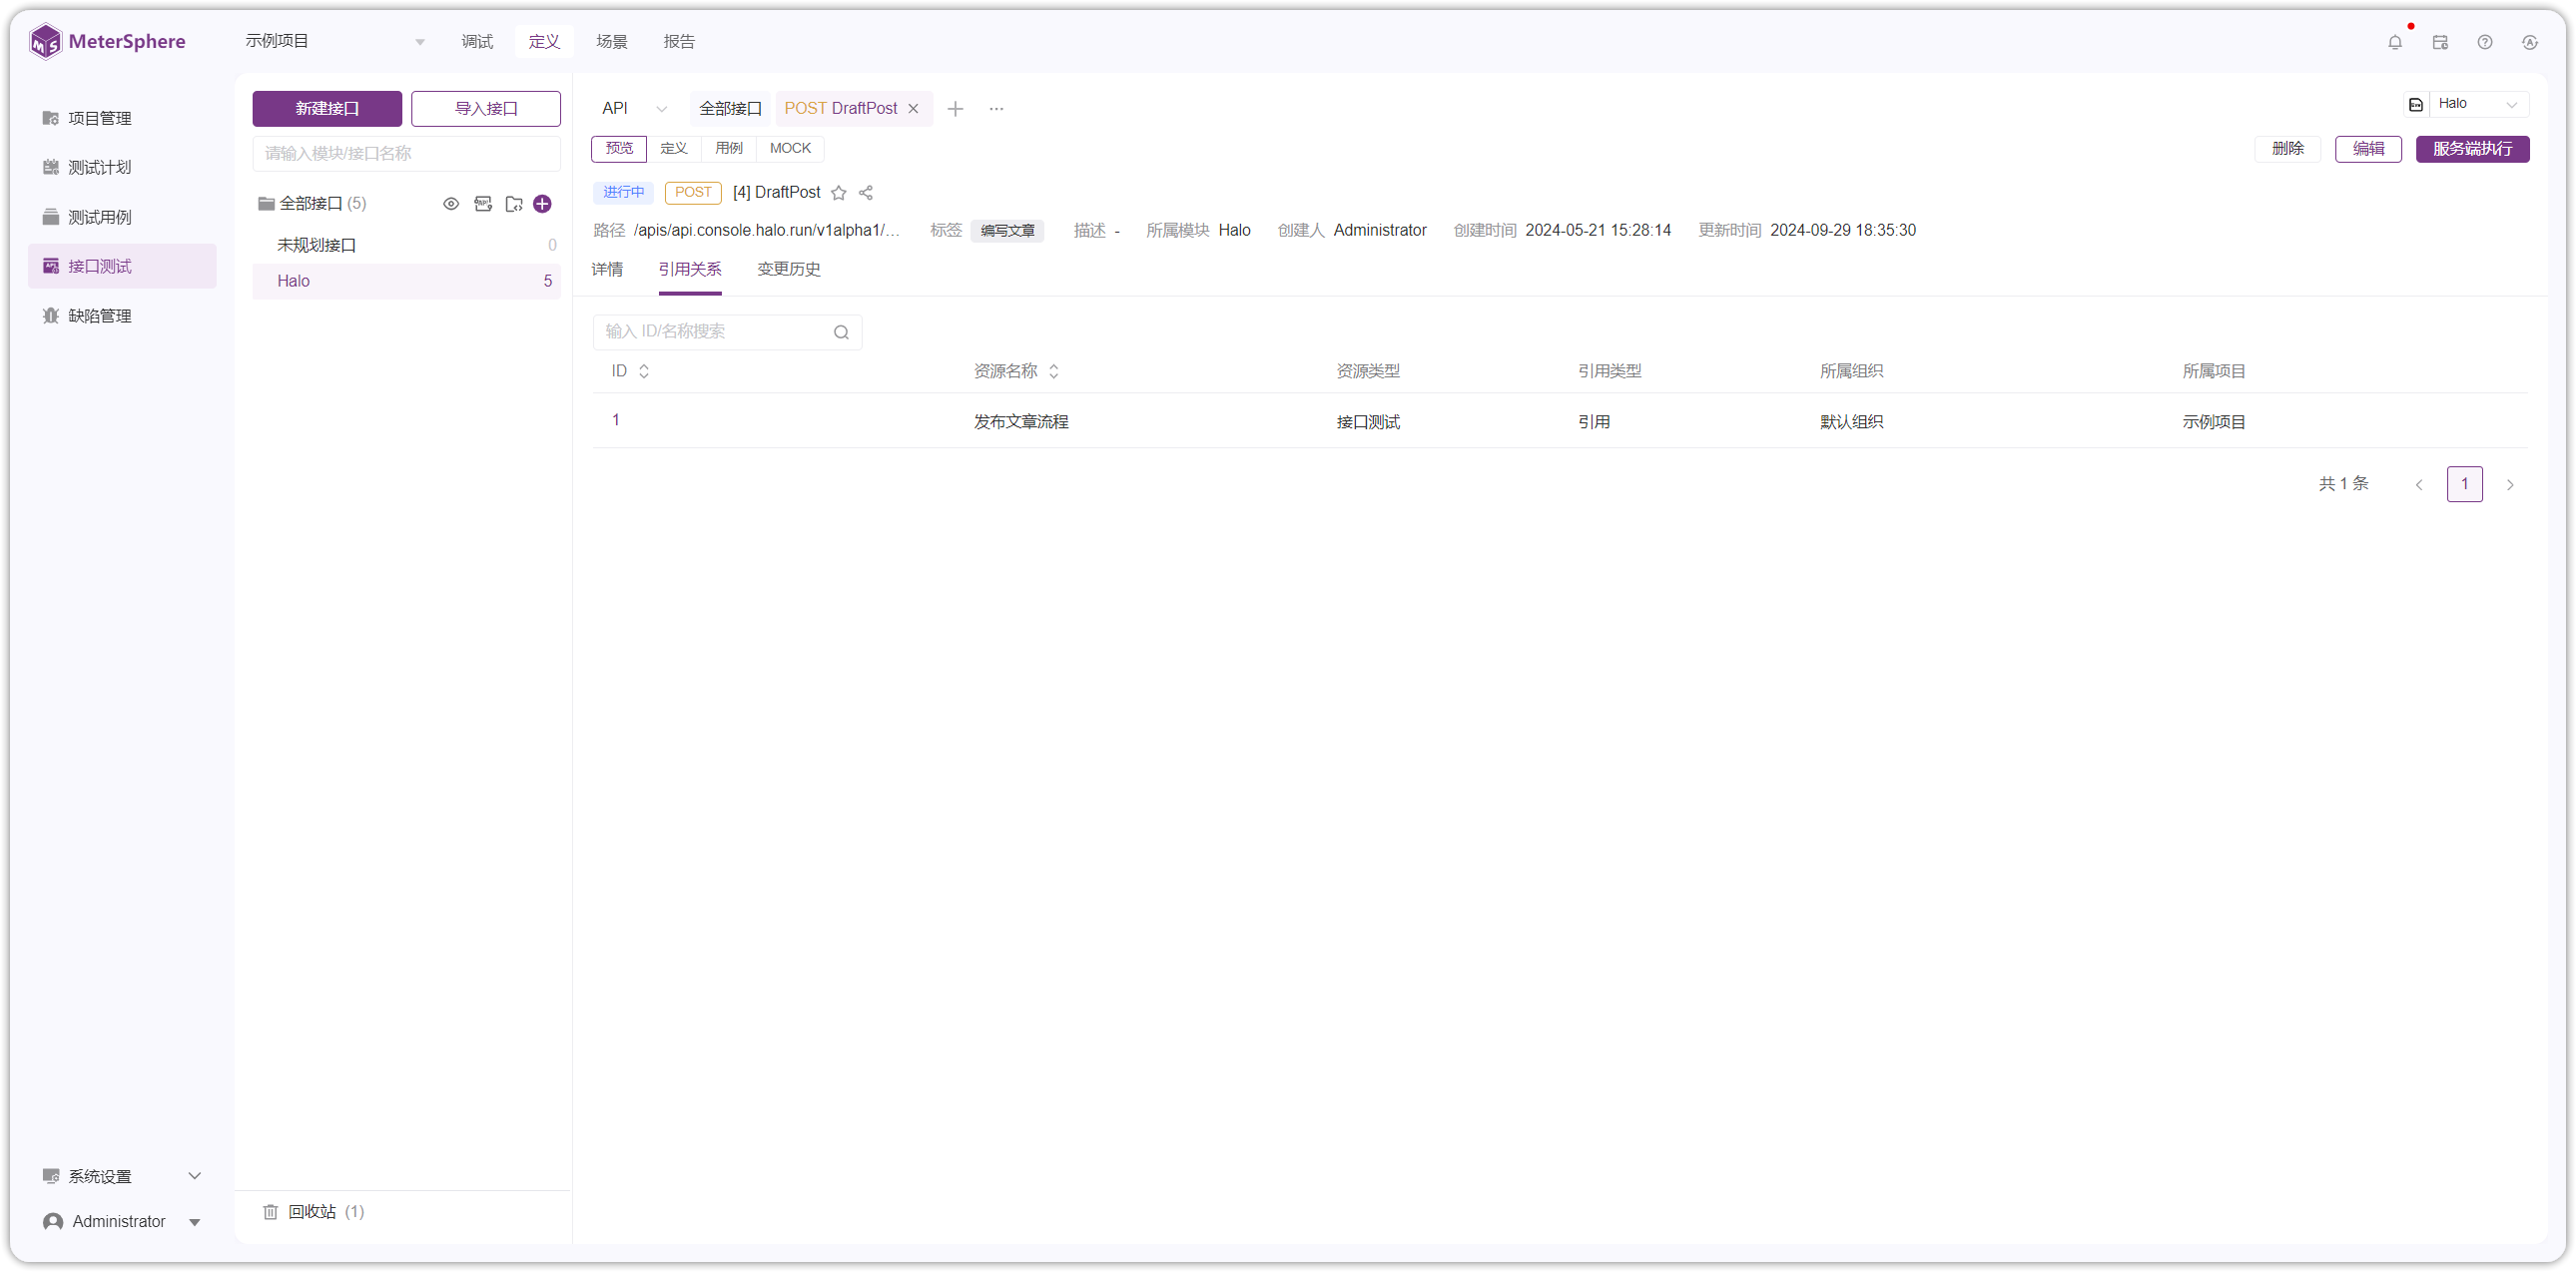 MeterSphere
示例项目
调试 定义 场景 报告
项目管理
测试计划
测试用例
接口测试
缺陷管理
系统设置
Administrator
新建接口 导入接口
请输入模块/接口名称
全部接口 (5)
未规划接口 0
Halo 5
回收站 (1)
API 全部接口 POST DraftPost
Halo
预览 定义 用例 MOCK
删除 编辑 服务端执行
进行中 POST [4] DraftPost
路径 /apis/api.console.halo.run/v1alpha1/... 标签 编写文章 描述 - 所属模块 Halo 创建人 Administrator 创建时间 2024-05-21 15:28:14 更新时间 2024-09-29 18:35:30
详情 引用关系 变更历史
输入 ID/名称搜索
ID 资源名称 资源类型 引用类型 所属组织 所属项目
1 发布文章流程 接口测试 引用 默认组织 示例项目
共 1 条 1